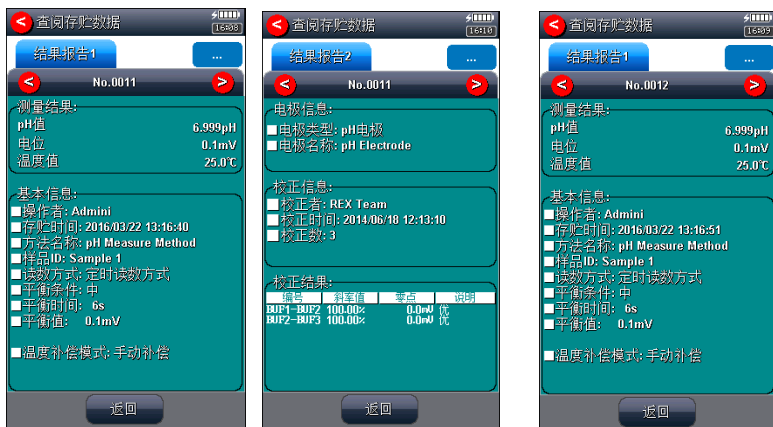 查阅存贮数据
16:08
结果报告1
...
No.0011
测量结果:
pH值 6.999pH
电位 0.1mV
温度值 25.0℃
基本信息:
操作者: Admini
存贮时间: 2016/03/22 13:16:40
方法名称: pH Measure Method
样品ID: Sample 1
读数方式: 定时读数方式
平衡条件: 中
平衡时间: 6s
平衡值: 0.1mV
温度补偿模式: 手动补偿
返回
查阅存贮数据
16:10
结果报告2
...
No.0011
电极信息:
电极类型: pH电极
电极名称: pH Electrode
校正信息:
校正者: REX Team
校正时间: 2014/06/18 12:13:10
校正数: 3
校正结果:
编号 斜率值 零点 说明
BUF1-BUF2 100.00% 0.0mV 优
BUF2-BUF3 100.00% 0.0mV 优
返回
查阅存贮数据
16:09
结果报告1
...
No.0012
测量结果:
pH值 6.999pH
电位 0.1mV
温度值 25.0℃
基本信息:
操作者: Admini
存贮时间: 2016/03/22 13:16:51
方法名称: pH Measure Method
样品ID: Sample 1
读数方式: 定时读数方式
平衡条件: 中
平衡时间: 6s
平衡值: 0.1mV
温度补偿模式: 手动补偿
返回